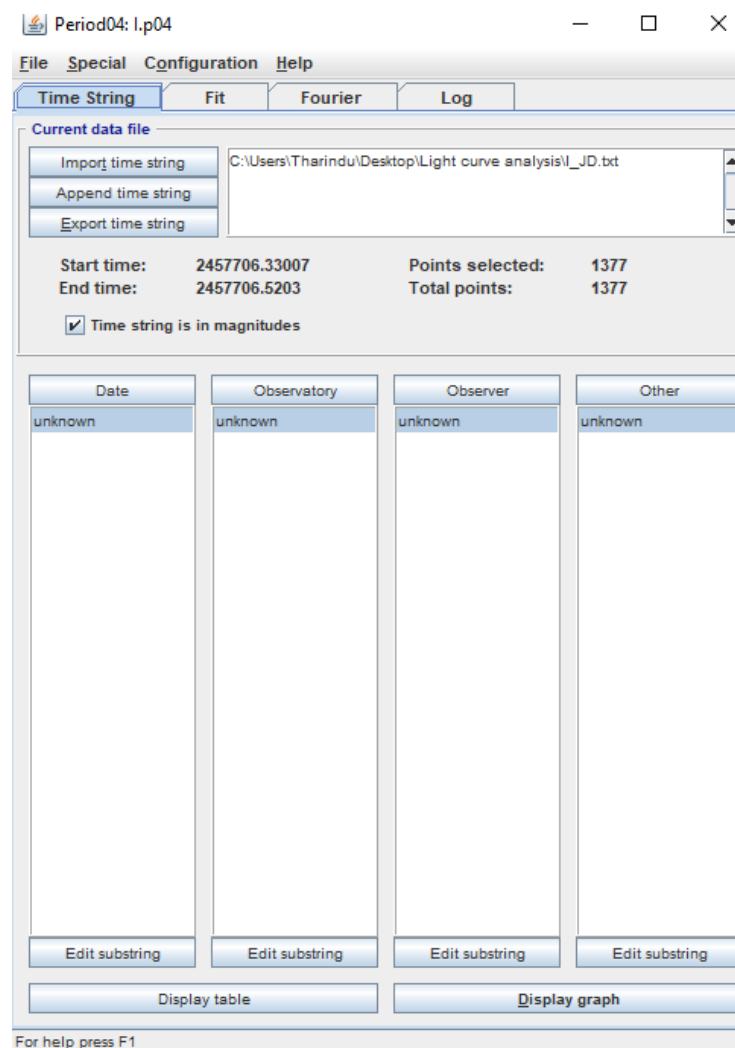 Period04: I.p04
File Special Configuration Help
Time String Fit Fourier Log
Current data file
Import time string
C:\Users\Tharindu\Desktop\Light curve analysis\I_JD.txt
Append time string
Export time string
Start time: 2457706.33007 Points selected: 1377
End time: 2457706.5203 Total points: 1377
Time string is in magnitudes
Date Observatory Observer Other
unknown unknown unknown unknown
Edit substring Edit substring Edit substring Edit substring
Display table Display graph
For help press F1